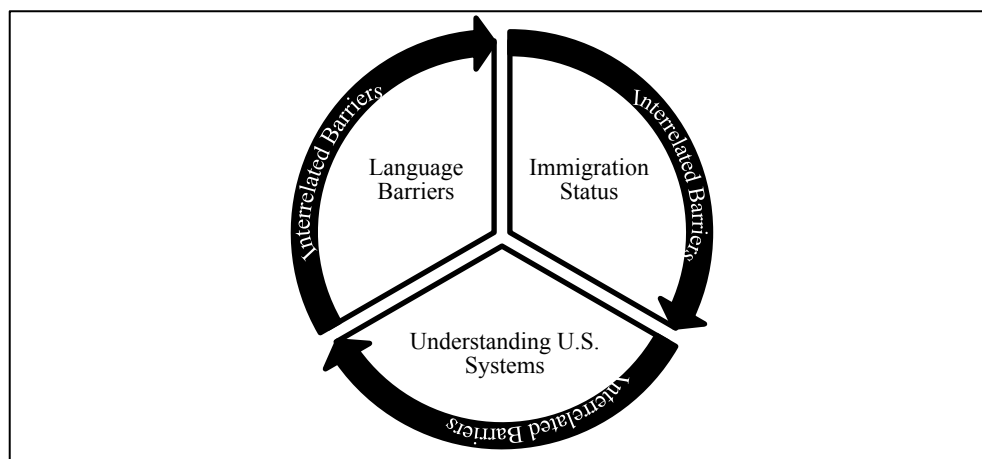 Interrelated Barriers
Interrelated Barriers
Language
Barriers
Immigration
Status
Understanding U.S.
Systems
Interrelated Barriers